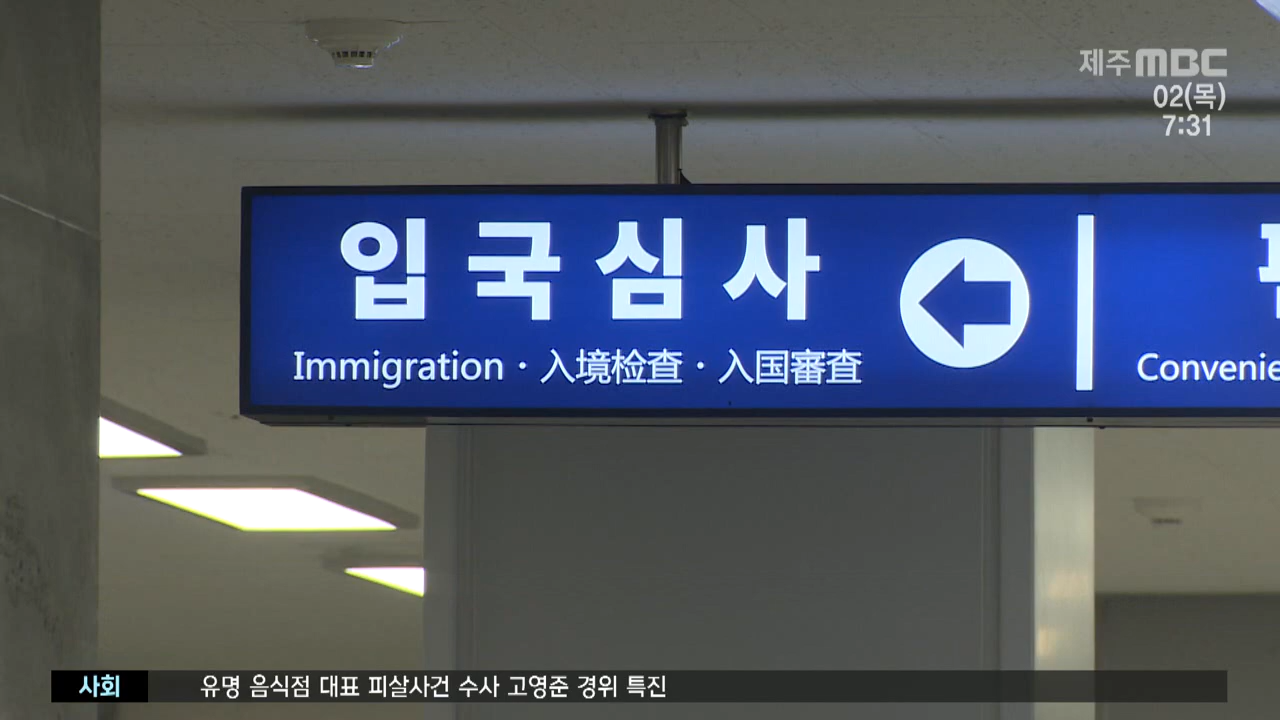 제주MBC
02(목)
7:31
입국심사
Immigration · 入境检查 · 入国審査
사회 유명 음식점 대표 피살사건 수사 고영준 경위 특진